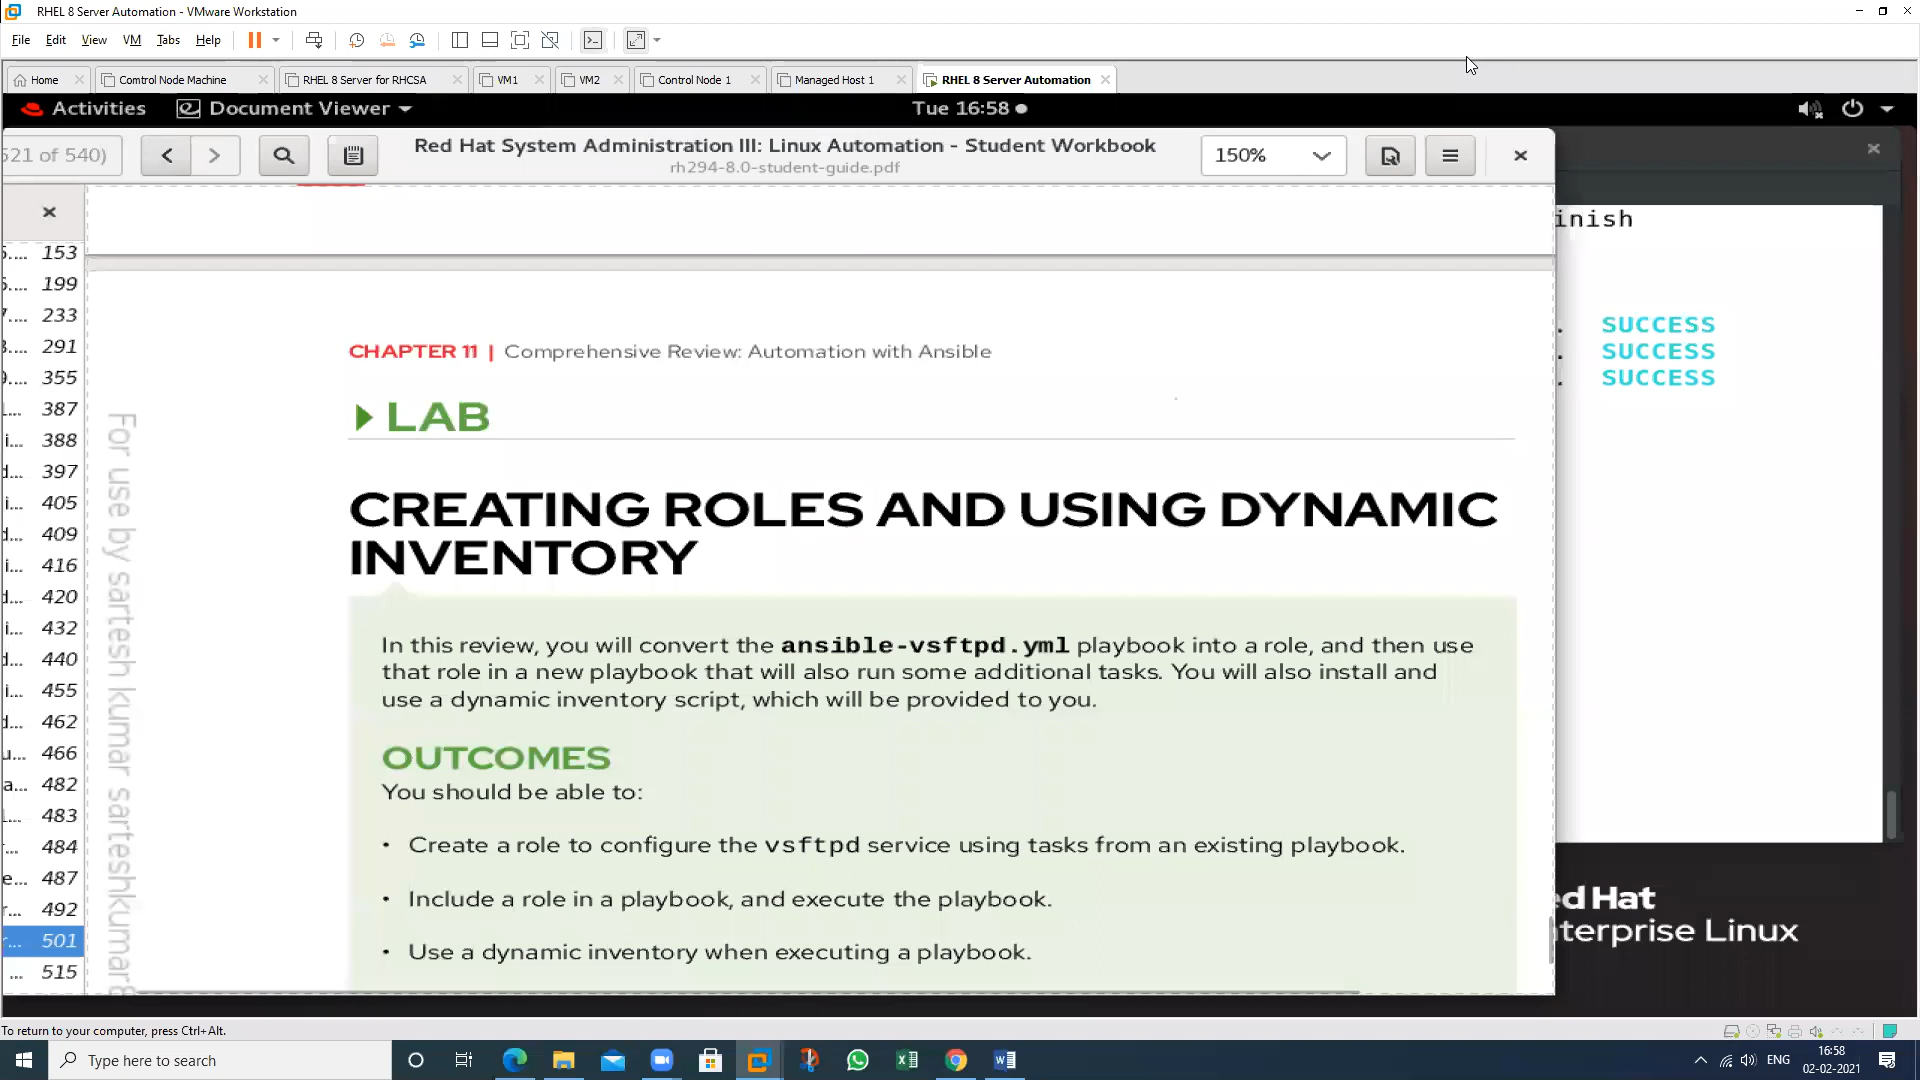 RHEL 8 Server Automation - VMware Workstation
File Edit View VM Tabs Help
Home Comtrol Node Machine RHEL 8 Server for RHCSA VM1 VM2 Control Node 1 Managed Host 1 RHEL 8 Server Automation
Activities Document Viewer Tue 16:58
521 of 540) Red Hat System Administration III: Linux Automation - Student Workbook 150%
rh294-8.0-student-guide.pdf
153
199
233
291
355
387
388
397
405
409
416
420
432
440
455
462
466
482
483
484
487
492
501
515
For use by sartesh kumar sarteshkumar8
CHAPTER 11 | Comprehensive Review: Automation with Ansible
LAB
CREATING ROLES AND USING DYNAMIC
INVENTORY
In this review, you will convert the ansible-vsftpd.yml playbook into a role, and then use
that role in a new playbook that will also run some additional tasks. You will also install and
use a dynamic inventory script, which will be provided to you.
OUTCOMES
You should be able to:
• Create a role to configure the vsftpd service using tasks from an existing playbook.
• Include a role in a playbook, and execute the playbook.
• Use a dynamic inventory when executing a playbook.
inish
. SUCCESS
. SUCCESS
. SUCCESS
ed Hat
nterprise Linux
To return to your computer, press Ctrl+Alt.
Type here to search
ENG
16:58
02-02-2021